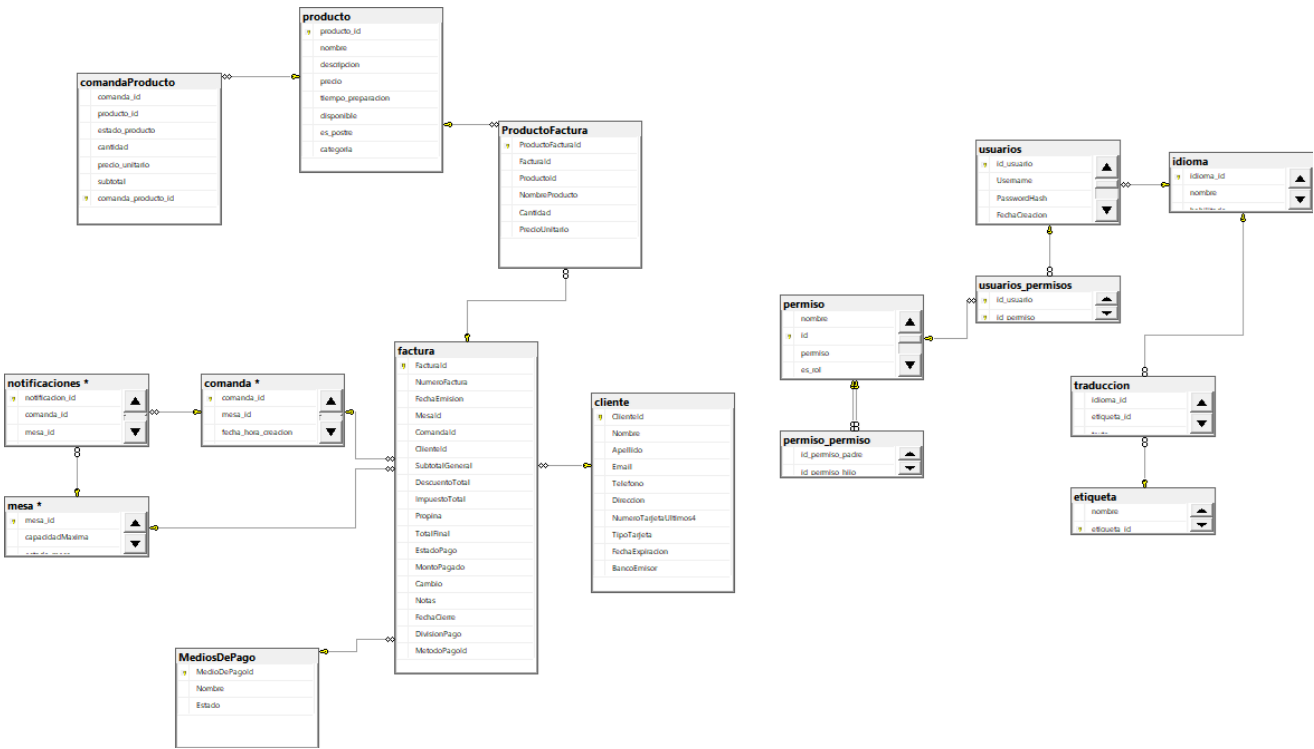 producto
producto_id
nombre
descripcion
precio
tiempo_preparacion
disponible
es_postre
categoria
comandaProducto
comanda_id
producto_id
estado_producto
cantidad
precio_unitario
subtotal
comanda_producto_id
ProductoFactura
ProductoFacturaId
FacturaId
ProductoId
NombreProducto
Cantidad
PrecioUnitario
usuarios
id_usuario
Username
PasswordHash
FechaCreacion
idioma
idioma_id
nombre
usuarios_permisos
id_usuario
id_permiso
permiso
nombre
id
permiso
es_rol
permiso_permiso
id_permiso_padre
id_permiso_hijo
traduccion
idioma_id
etiqueta_id
etiqueta
nombre
etiqueta_id
factura
FacturaId
NumeroFactura
FechaEmision
MesaId
ComandaId
ClienteId
SubtotalGeneral
DescuentoTotal
ImpuestoTotal
Propina
TotalFinal
EstadoPago
MontoPagado
Cambio
Notas
FechaCierre
DivisionPago
MetodoPagoId
notificaciones *
notificacion_id
comanda_id
mesa_id
comanda *
comanda_id
mesa_id
fecha_hora_creacion
cliente
ClienteId
Nombre
Apellido
Email
Telefono
Direccion
NumeroTarjetaUltimos4
TipoTarjeta
FechaExpiracion
BancoEmisor
mesa *
mesa_id
capacidadMaxima
MediosDePago
MedioDePagoId
Nombre
Estado